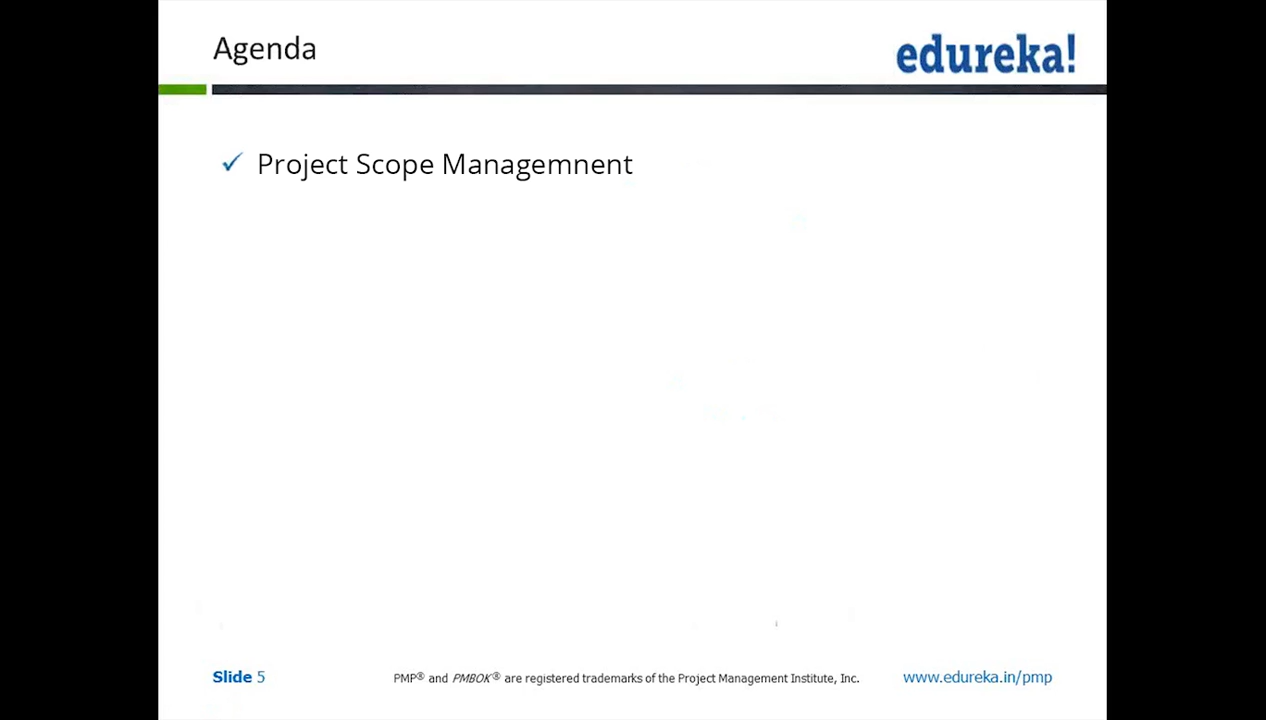 Agenda
edureka!
✓ Project Scope Managemnent
Slide 5
PMP® and PMBOK® are registered trademarks of the Project Management Institute, Inc.
www.edureka.in/pmp